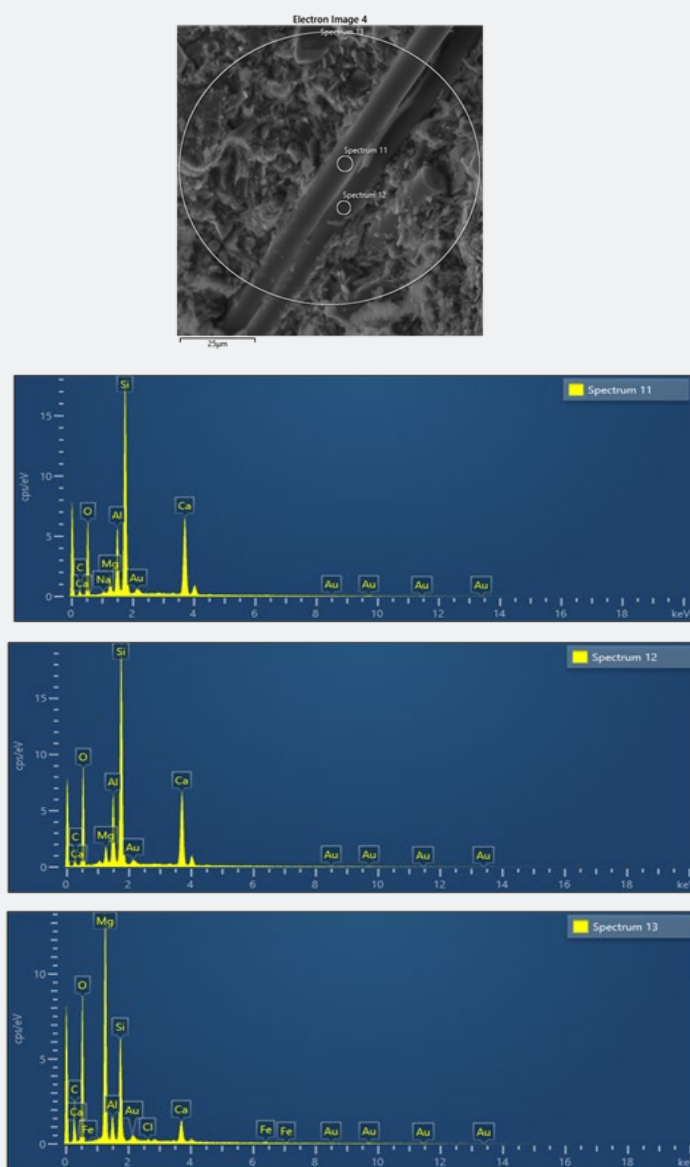 Electron Image 4
Spectrum 13
Spectrum 11
Spectrum 12
25µm
Si
Spectrum 11
15
cps/eV
10
O
Al
Ca
5
C
Mg
Ca
Na
Au
Au
Au
Au
Au
0
0
2
4
6
8
10
12
14
16
18
keV
Si
Spectrum 12
15
cps/eV
10
O
Al
Ca
5
C
Mg
Ca
Au
Au
Au
Au
Au
0
0
2
4
6
8
10
12
14
16
18
Mg
Spectrum 13
10
O
cps/eV
Si
5
C
Ca
Al
Au
Ca
Fe
Cl
Fe
Fe
Au
Au
Au
Au
0
0
2
4
6
8
10
12
14
16
18